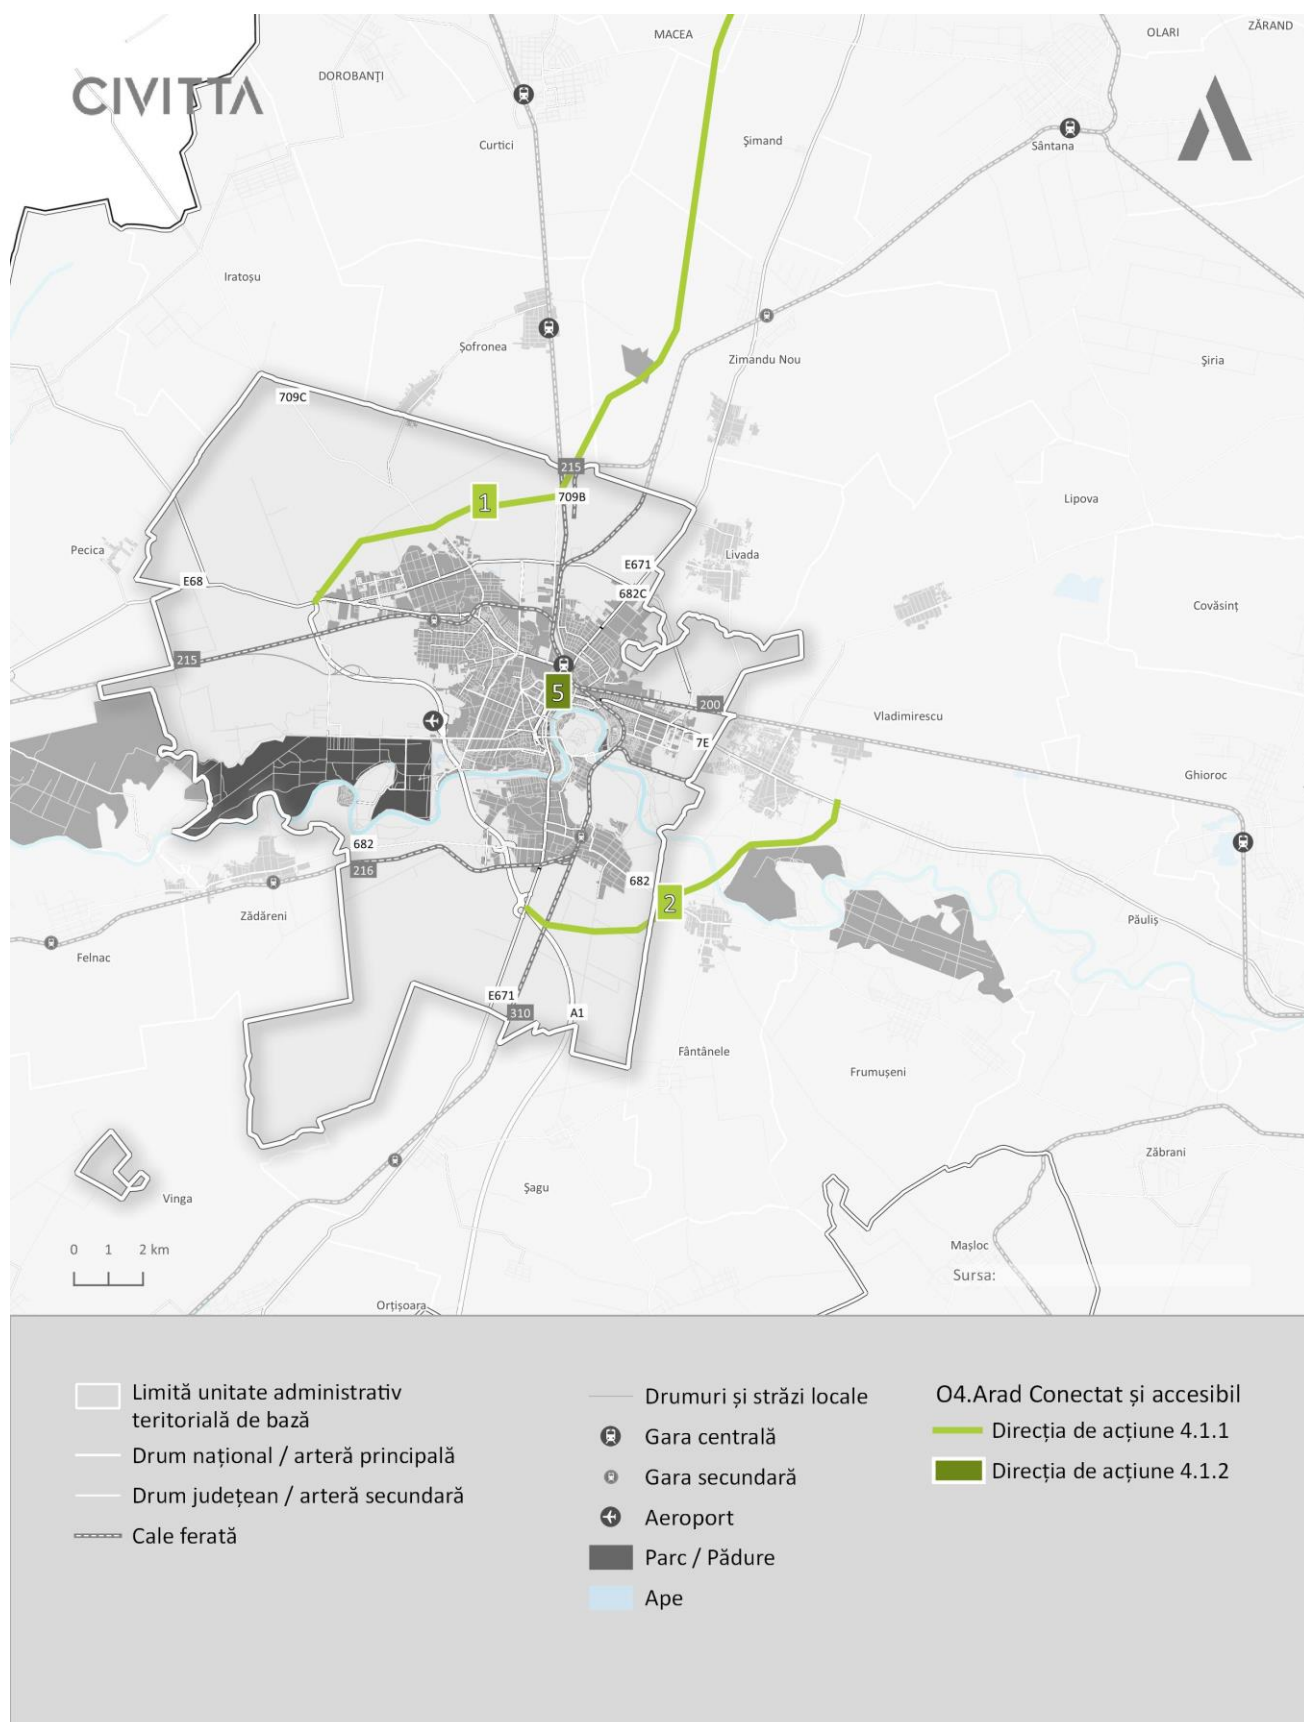 MACEA
OLARI
ZĂRAND
DOROBANȚI
CIVITTA
Curtici
Șimand
Sântana
Iratoșu
Șofronea
Zimandu Nou
Șiria
709C
215
1
709B
Lipova
Pecica
Livada
E671
E68
682C
Covăsinț
215
5
200
Vladimirescu
7E
Ghioroc
682
216
682
2
Zădăreni
Păuliș
Felnac
E671
310
A1
Fântânele
Frumușeni
Zăbrani
Șagu
Vinga
0 1 2 km
Mașloc
Sursa:
Orțișoara
Limită unitate administrativ
teritorială de bază
Drum național / arteră principală
Drum județean / arteră secundară
Cale ferată
Drumuri și străzi locale
Gara centrală
Gara secundară
Aeroport
Parc / Pădure
Ape
O4.Arad Conectat și accesibil
Direcția de acțiune 4.1.1
Direcția de acțiune 4.1.2